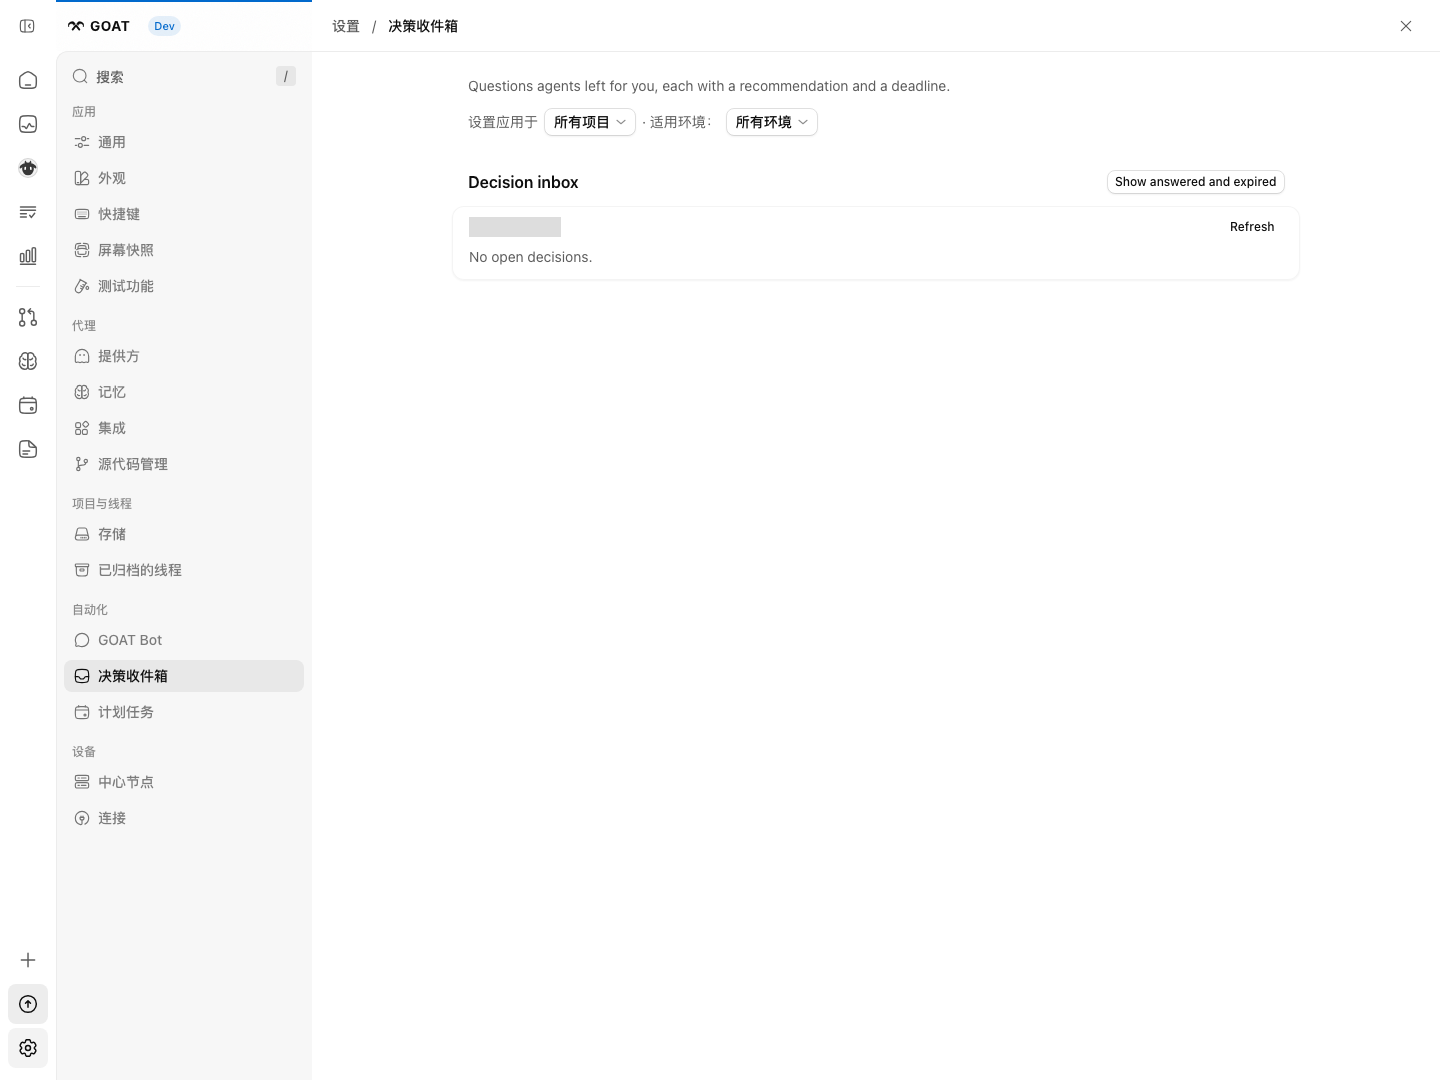 GOAT Dev
设置 / 决策收件箱
搜索 /
应用
通用
外观
快捷键
屏幕快照
测试功能
代理
提供方
记忆
集成
源代码管理
项目与线程
存储
已归档的线程
自动化
GOAT Bot
决策收件箱
计划任务
设备
中心节点
连接
Questions agents left for you, each with a recommendation and a deadline.
设置应用于 所有项目 · 适用环境： 所有环境
Decision inbox
Show answered and expired
Refresh
No open decisions.